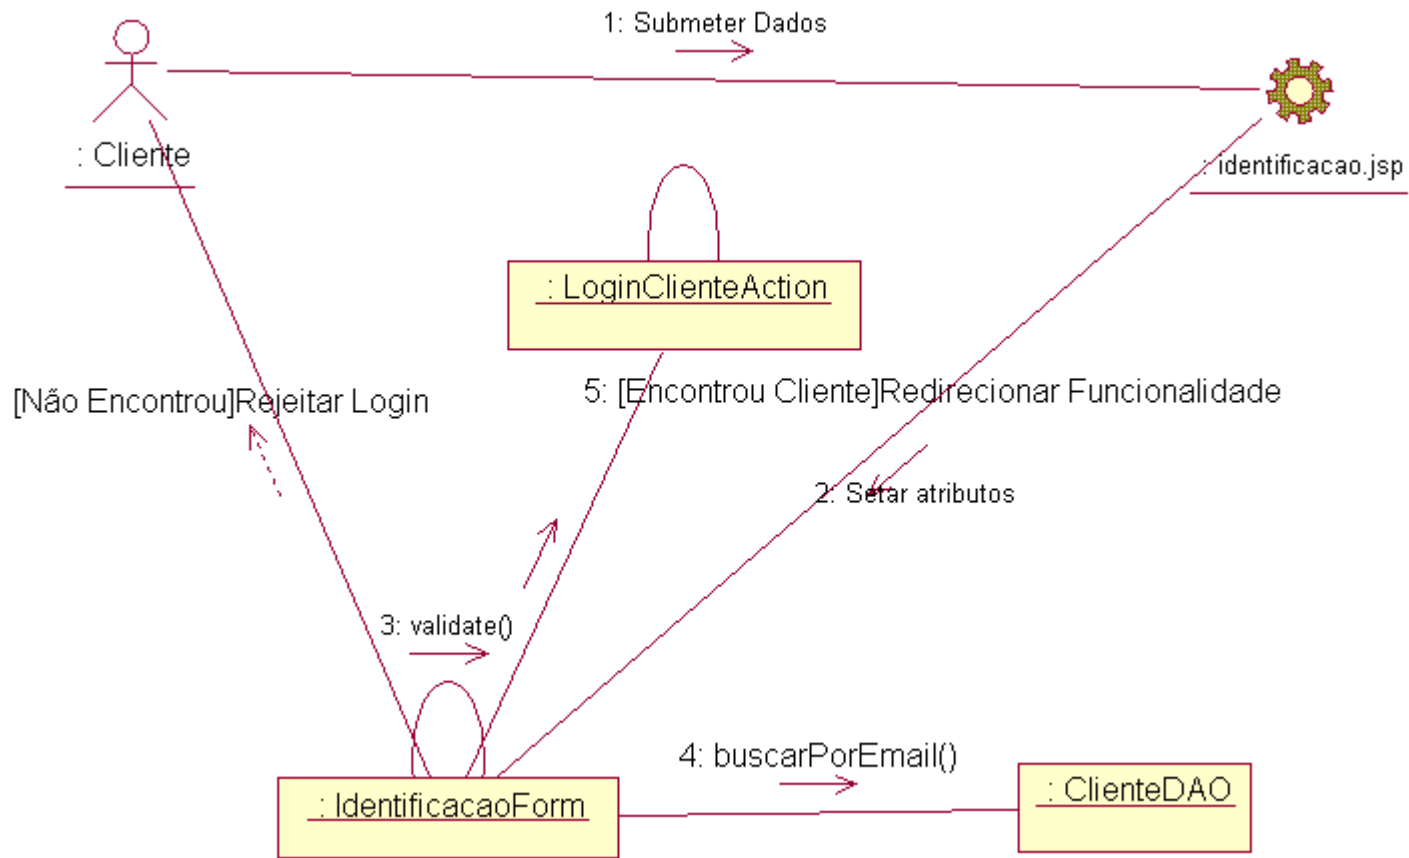 1: Submeter Dados
: Cliente
: identificacao.jsp
: LoginClienteAction
[Não Encontrou]Rejeitar Login
5: [Encontrou Cliente]Redirecionar Funcionalidade
2: Setar atributos
3: validate()
4: buscarPorEmail()
: IdentificacaoForm
: ClienteDAO